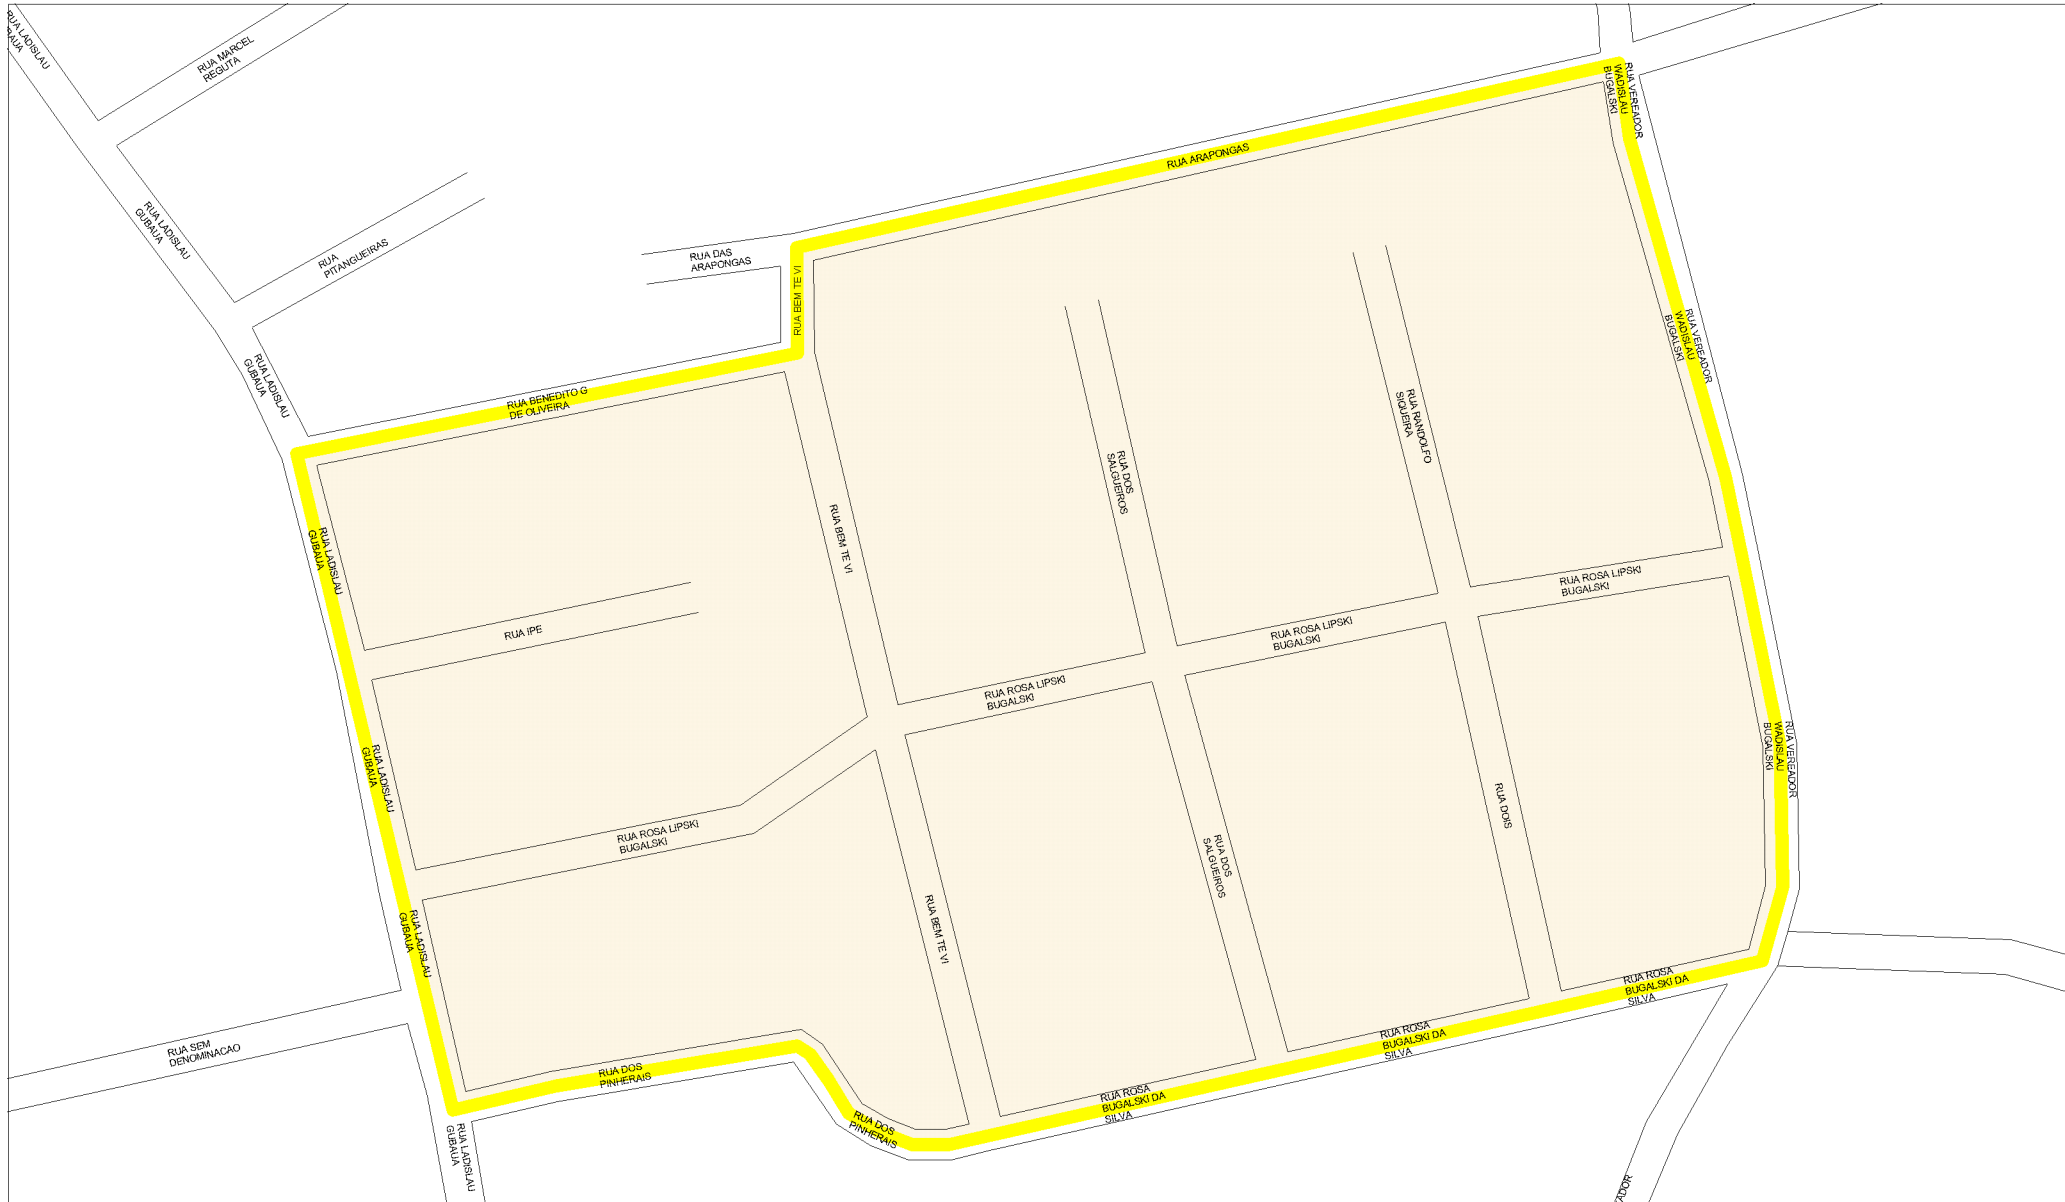 RUA LADISLAU
RUA MARCEL
REGUTA
RUA VEREADOR
WADISLAU
BUGALSKI
RUA ARAPONGAS
RUA LADISLAU
GUBAUA
RUA
PITANGUEIRAS
RUA DAS
ARAPONGAS
RUA BEM TE VI
RUA VEREADOR
WADISLAU
BUGALSKI
RUA LADISLAU
GUBAUA
RUA BENEDITO G
DE OLIVEIRA
RUA RANDOLFO
SIQUEIRA
RUA DOS
SALGUEIROS
RUA BEM TE VI
RUA LADISLAU
GUBAUA
RUA ROSA LIPSKI
BUGALSKI
RUA IPE
RUA ROSA LIPSKI
BUGALSKI
RUA ROSA LIPSKI
BUGALSKI
RUA VEREADOR
WADISLAU
BUGALSKI
RUA LADISLAU
GUBAUA
RUA DOIS
RUA ROSA LIPSKI
BUGALSKI
RUA DOS
SALGUEIROS
RUA BEM TE VI
RUA LADISLAU
GUBAUA
RUA ROSA
BUGALSKI DA
SILVA
RUA ROSA
BUGALSKI DA
SILVA
RUA SEM
DENOMINACAO
RUA DOS
PINHERAIS
RUA ROSA
BUGALSKI DA
SILVA
RUA DOS
PINHERAIS
RUA LADISLAU
GUBAUA